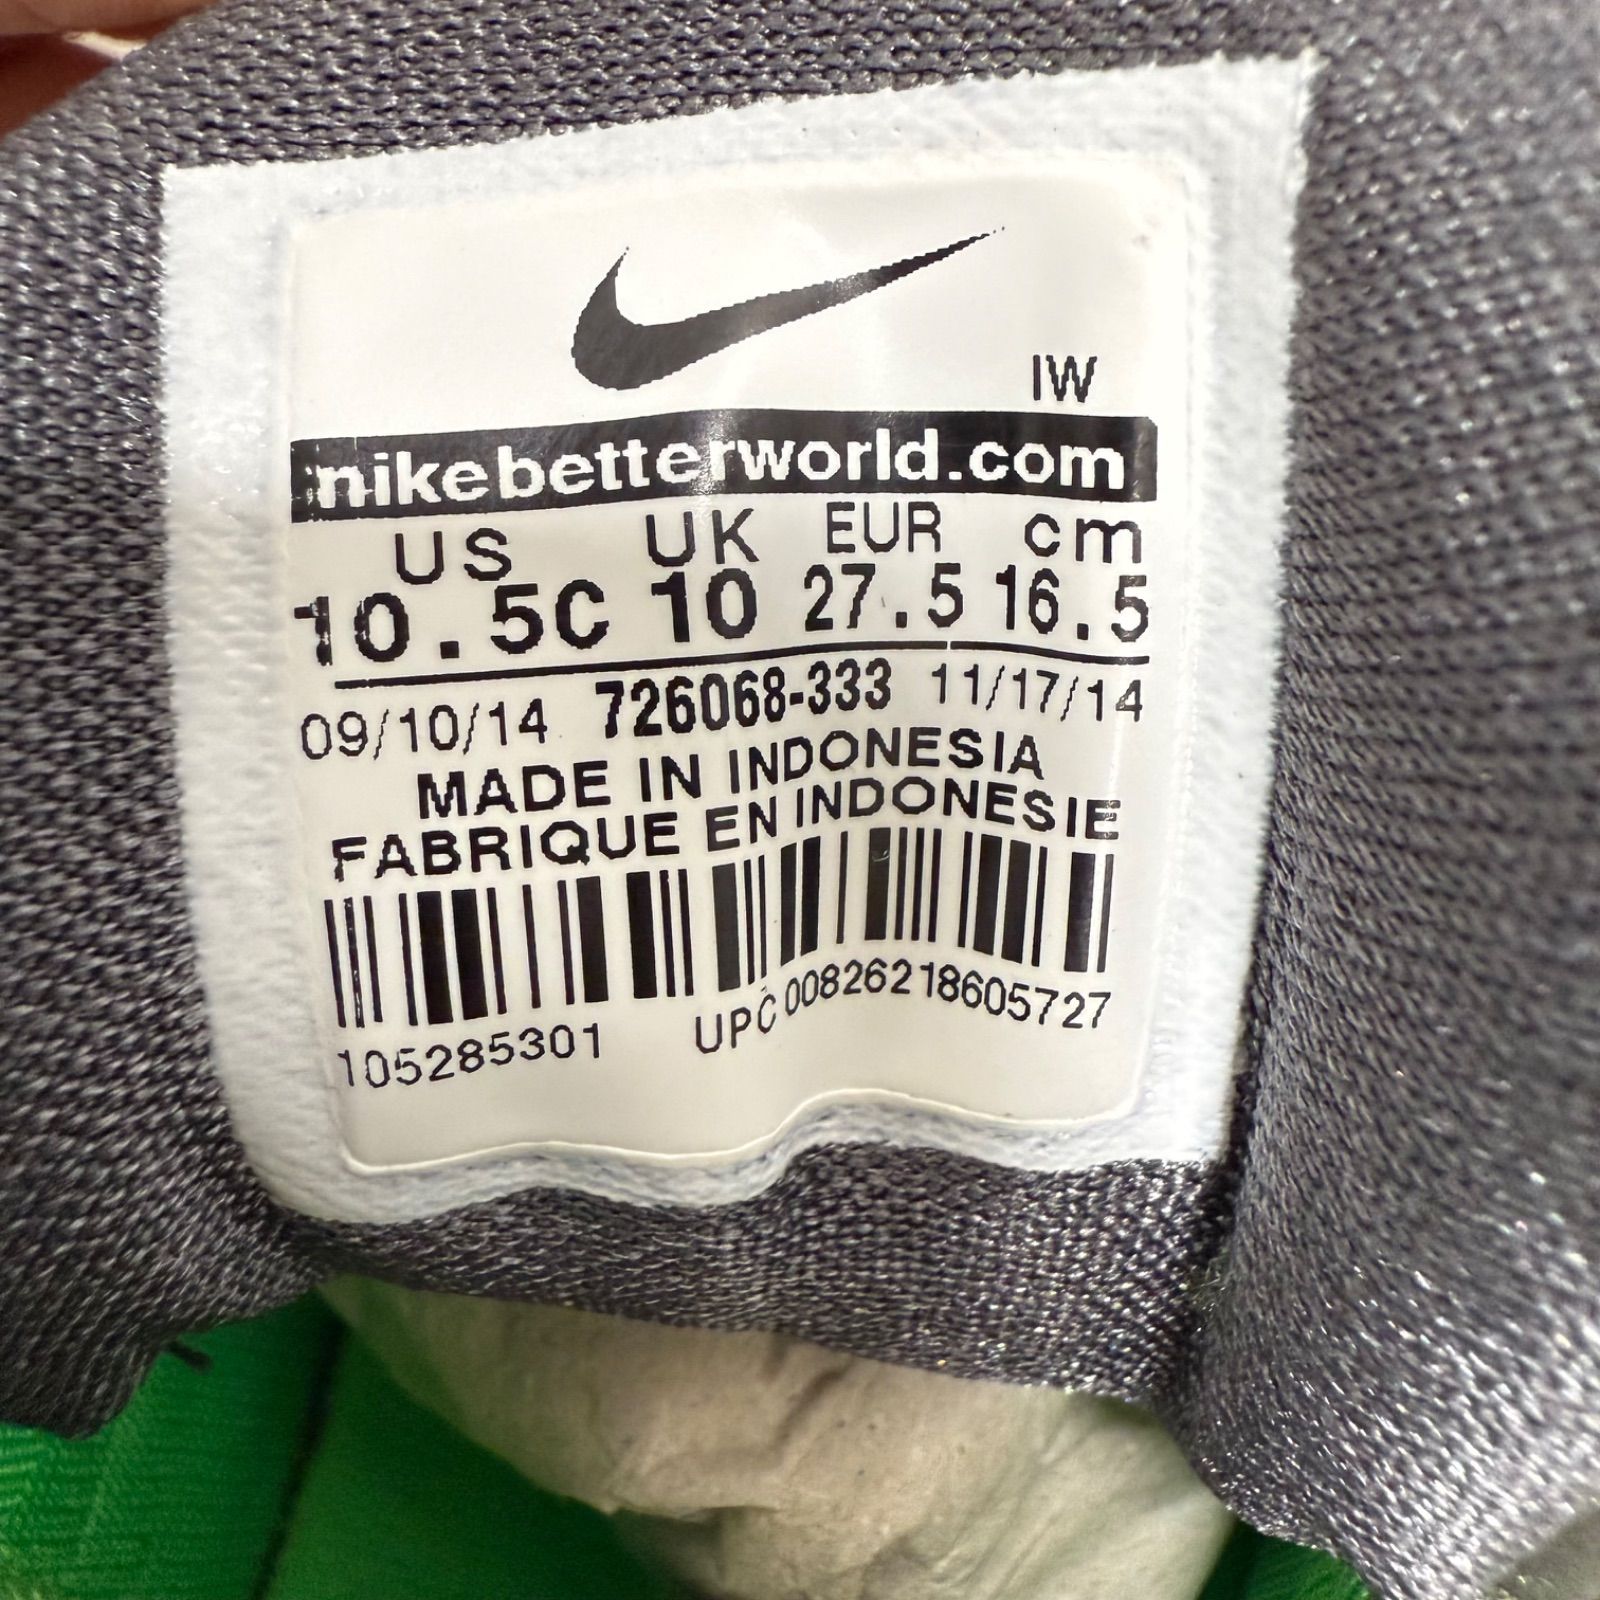 IW
nikebetterworld.com
US UK EUR cm
10.5C 10 27.5 16.5
09/10/14 726068-333 11/17/14
MADE IN INDONESIA
FABRIQUE EN INDONESIE
105285301 UPC 00826218605727